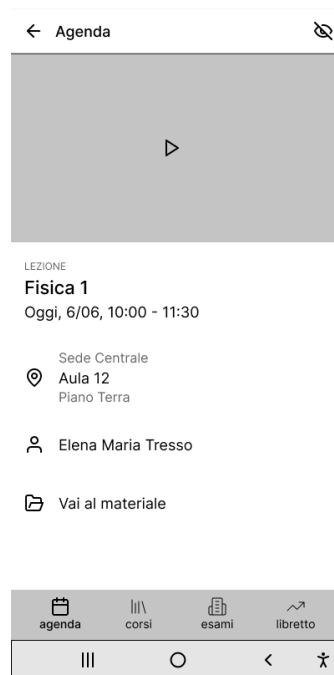 Agenda
LEZIONE
Fisica 1
Oggi, 6/06, 10:00 - 11:30
Sede Centrale
Aula 12
Piano Terra
Elena Maria Tresso
Vai al materiale
agenda corsi esami libretto